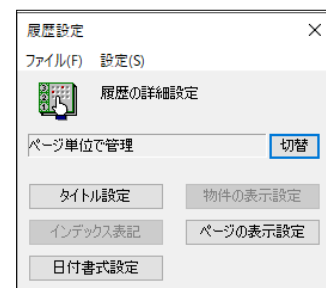 履歴設定
ファイル(F) 設定(S)
履歴の詳細設定
ページ単位で管理 切替
タイトル設定 物件の表示設定
インデックス表記 ページの表示設定
日付書式設定